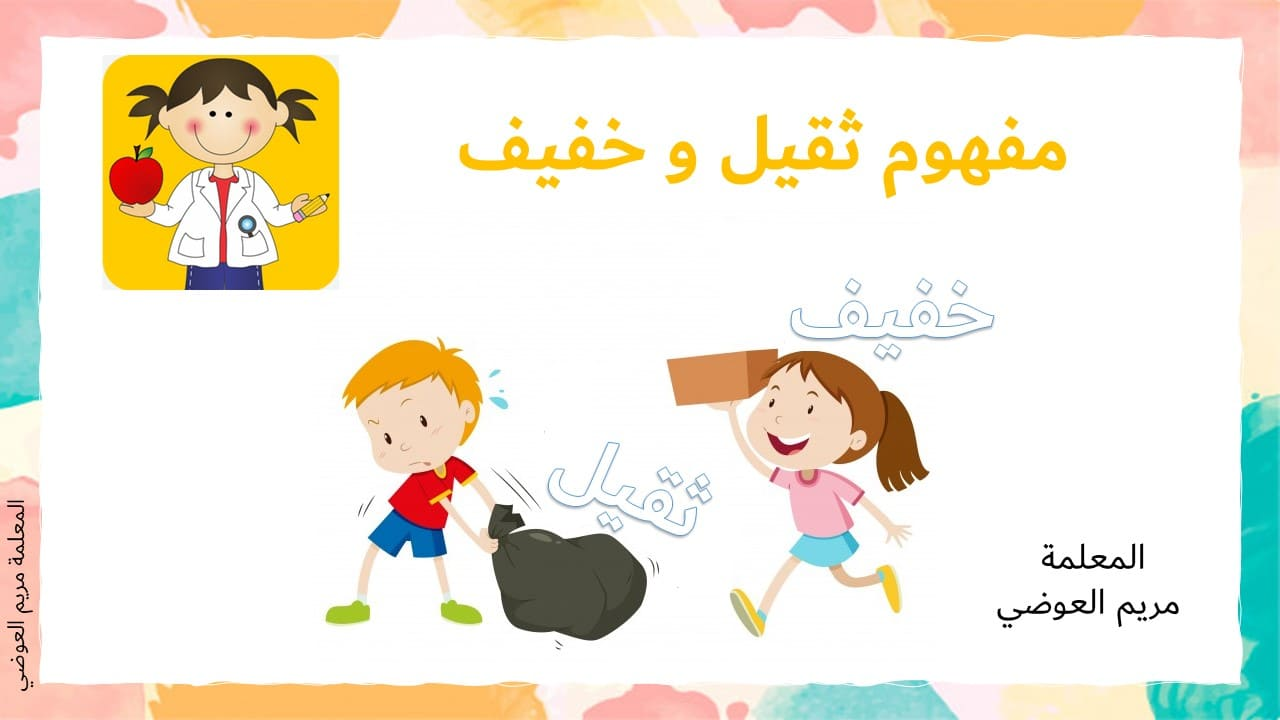 مفهوم ثقيل و خفيف
خفيف
ثقيل
المعلمة
مريم العوضي
المعلمة مريم العوضي